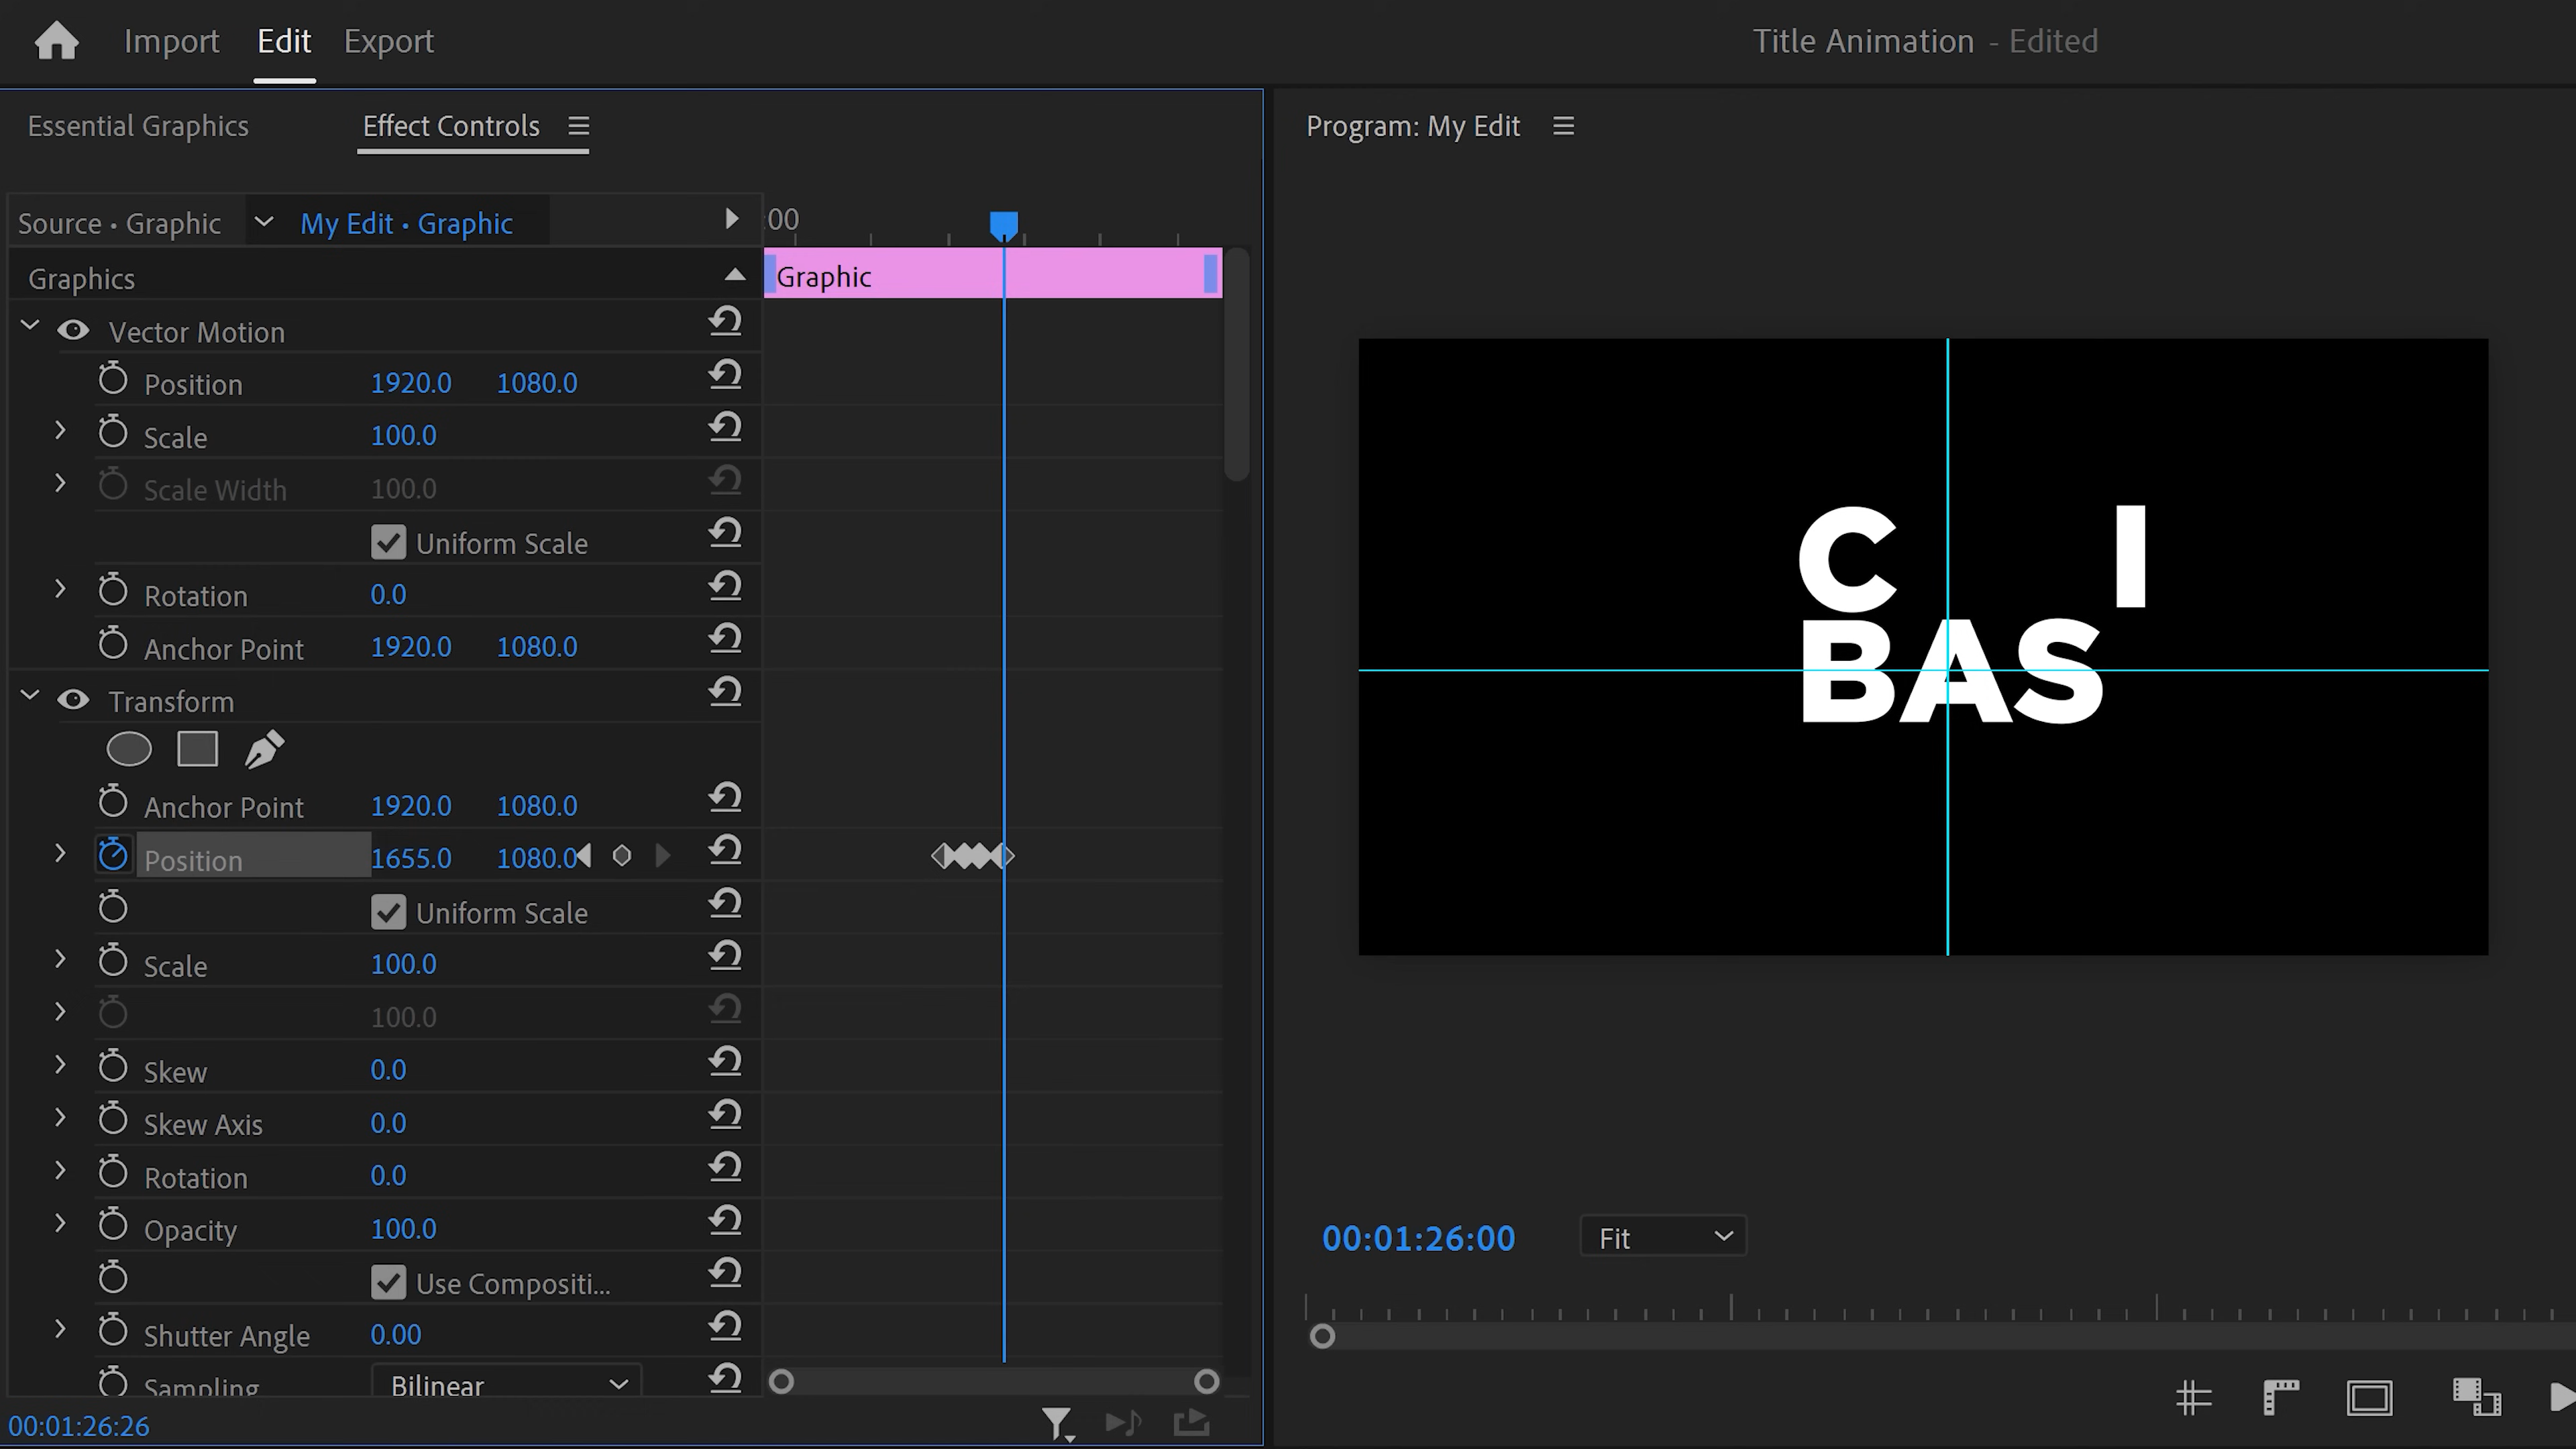 Import Edit Export Title Animation - Edited
Essential Graphics Effect Controls
Program: My Edit
Source • Graphic My Edit • Graphic
:00
Graphics
Graphic
Vector Motion
Position 1920.0 1080.0
Scale 100.0
Scale Width 100.0
Uniform Scale
Rotation 0.0
Anchor Point 1920.0 1080.0
Transform
Anchor Point 1920.0 1080.0
Position 1655.0 1080.0
Uniform Scale
Scale 100.0
100.0
Skew 0.0
Skew Axis 0.0
Rotation 0.0
Opacity 100.0
Use Compositi...
Shutter Angle 0.00
Sampling Bilinear
00:01:26:26
C I
BAS
00:01:26:00 Fit